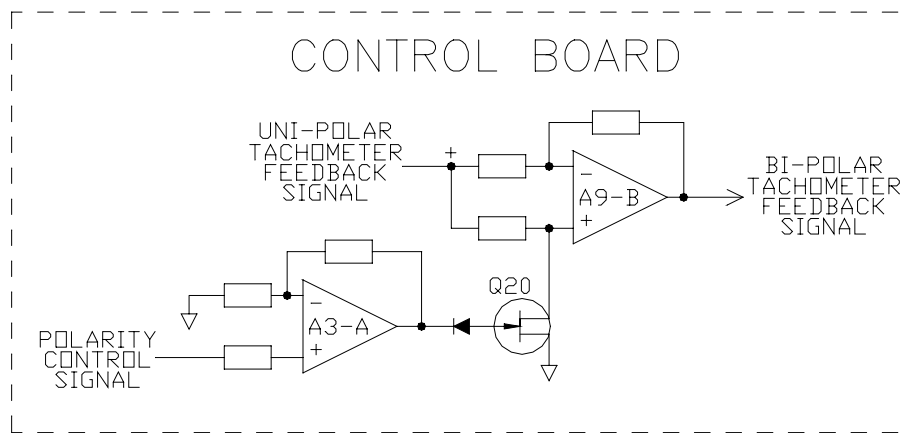 CONTROL BOARD
UNI-POLAR
TACHOMETER
FEEDBACK
SIGNAL
+
-
A9-B
+
BI-POLAR
TACHOMETER
FEEDBACK
SIGNAL
Q20
-
A3-A
+
POLARITY
CONTROL
SIGNAL